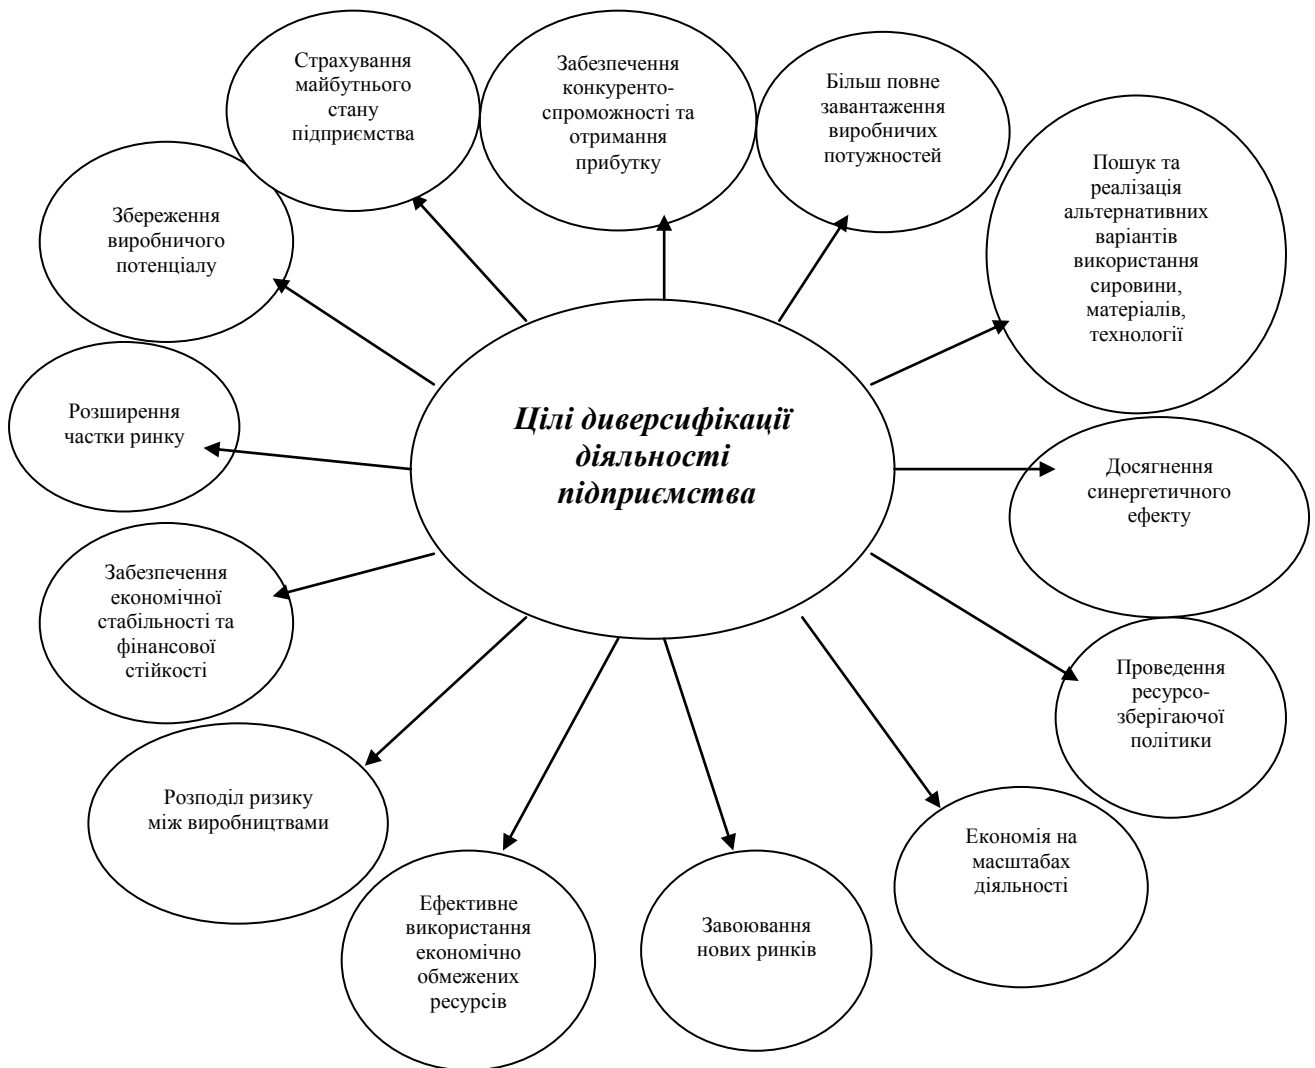 Страхування
майбутнього
стану
підприємства
Забезпечення
конкуренто-
спроможності та
отримання
прибутку
Більш повне
завантаження
виробничих
потужностей
Пошук та
реалізація
альтернативних
варіантів
використання
сировини,
матеріалів,
технології
Збереження
виробничого
потенціалу
Розширення
частки ринку
Цілі диверсифікації
діяльності
підприємства
Досягнення
синергетичного
ефекту
Забезпечення
економічної
стабільності та
фінансової
стійкості
Проведення
ресурсо-
зберігаючої
політики
Розподіл ризику
між виробництвами
Економія на
масштабах
діяльності
Ефективне
використання
економічно
обмежених
ресурсів
Завоювання
нових ринків